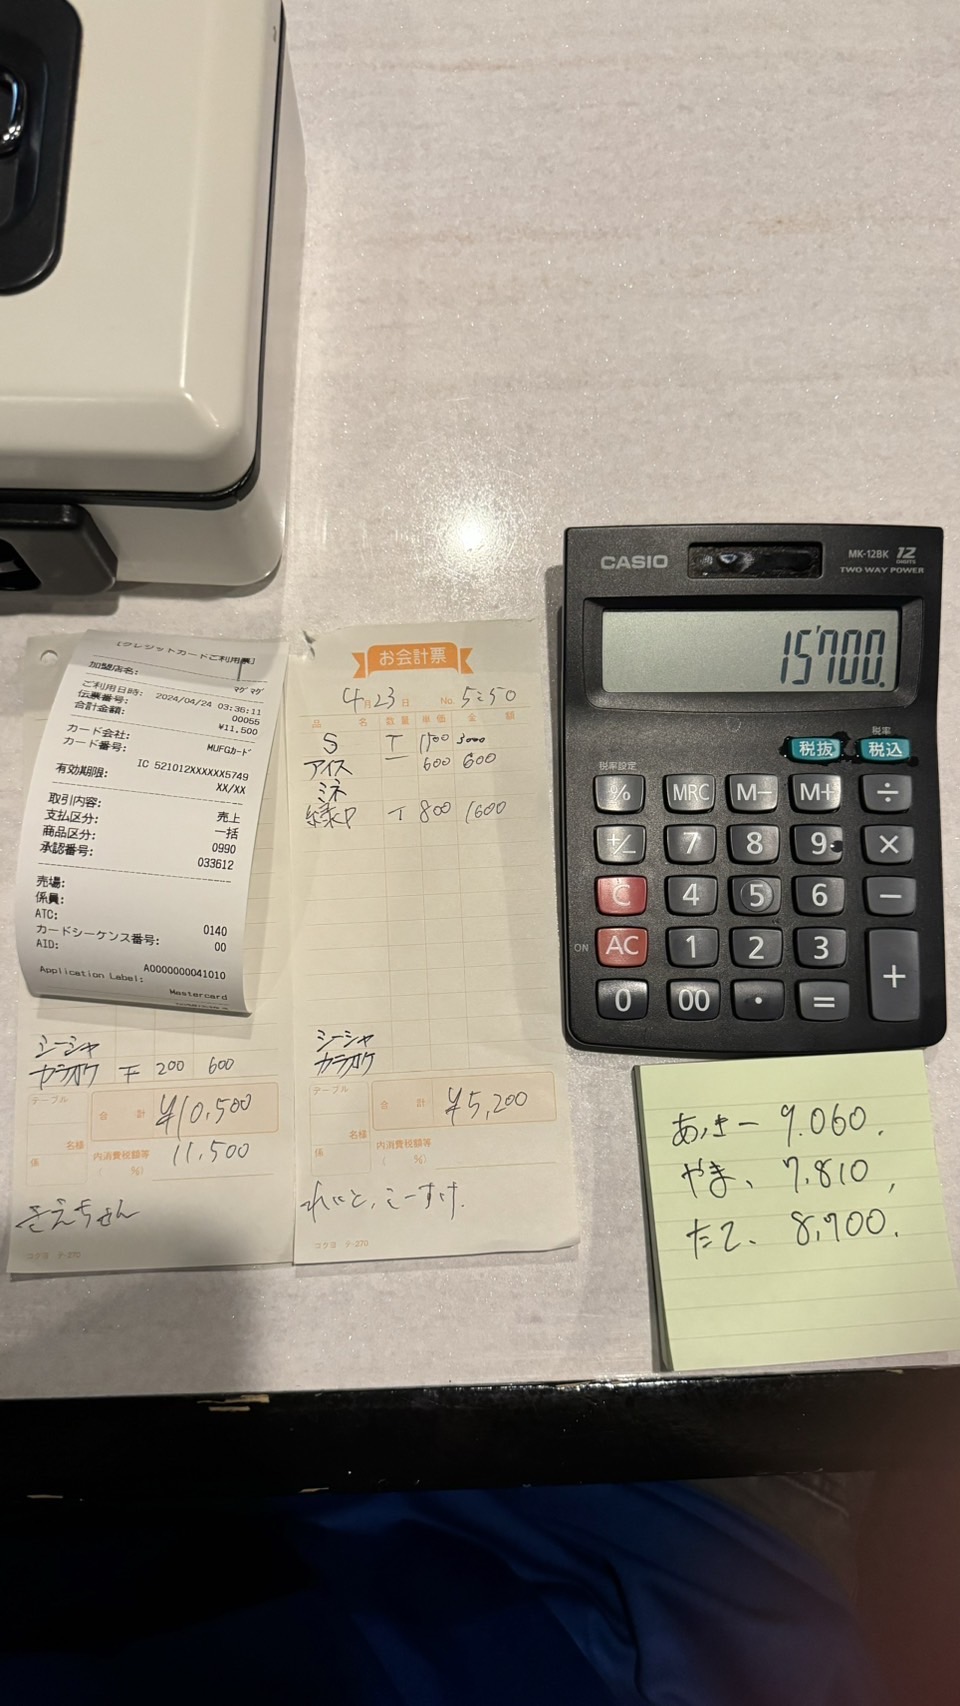 [クレジットカードご利用票]
加盟店名:
マグマグ
ご利用日時: 2024/04/24 03:36:11
伝票番号: 00055
合計金額: ¥11,500
カード会社: MUFGカード
カード番号:
IC 521012XXXXXX5749
有効期限: XX/XX
取引内容: 売上
支払区分: 一括
商品区分: 0990
承認番号: 033612
売場:
係員:
ATC: 0140
カードシーケンス番号: 00
AID:
A0000000041010
Application Label:
Mastercard
シーシャ
カラオケ 下 200 600
テーブル
合計 ¥10,500
名様
係
内消費税額等
( %)
11,500
さえちゃん
コクヨ テ-270
お会計票
4月23日 No. 5:50
品名 数量 単価 金額
S T 1500 3000
アイス 一 600 600
ミネ
緑P T 800 1600
シーシャ
カラオケ
テーブル
合計 ¥5,200
名様
係
内消費税額等
( %)
れいと,こーすけ.
コクヨ テ-270
CASIO
MK-12BK 12 DIGITS
TWO WAY POWER
15'700.
税率
税抜 税込
税率設定
% MRC M− M+ ÷
+/− 7 8 9 ×
C 4 5 6 −
ON AC 1 2 3 +
0 00 · =
あっきー 9.060.
やま、 7.810,
たて、 8,700.